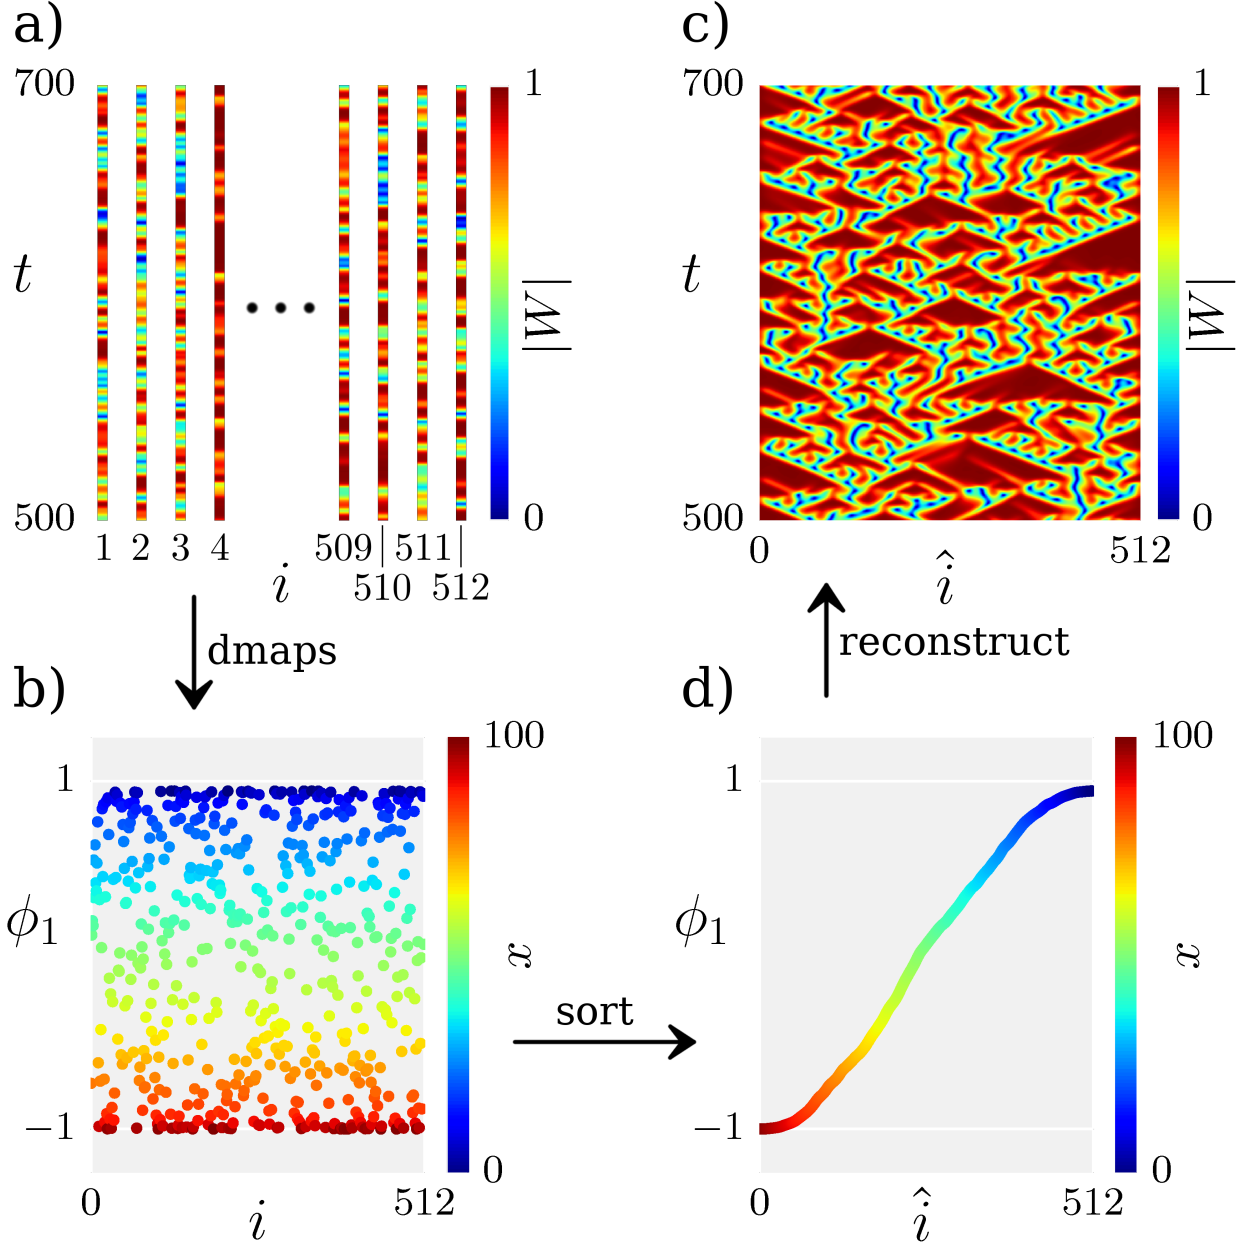 a)
700
t
500
1 2 3 4
509 511
510 512
i
1
|W|
0
dmaps
c)
700
t
500
0 512
î
1
|W|
0
reconstruct
b)
1
ϕ₁
−1
0 512
i
100
x
0
sort
d)
1
ϕ₁
−1
0 512
î
100
x
0